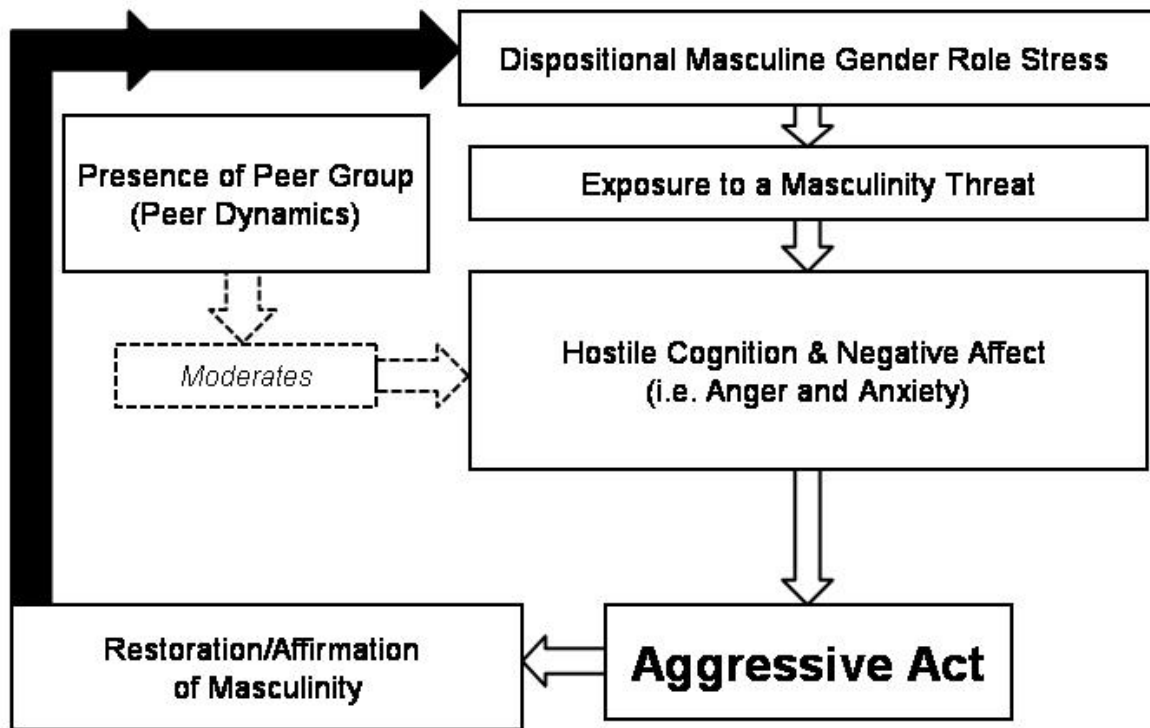 Dispositional Masculine Gender Role Stress
Presence of Peer Group
(Peer Dynamics)
Exposure to a Masculinity Threat
Moderates
Hostile Cognition & Negative Affect
(i.e. Anger and Anxiety)
Restoration/Affirmation
of Masculinity
Aggressive Act